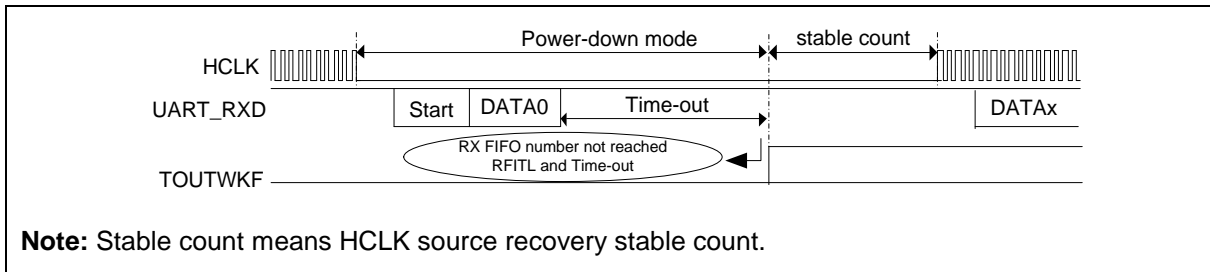 Power-down mode
stable count
HCLK
UART_RXD
Start
DATA0
Time-out
DATAx
RX FIFO number not reached
RFITL and Time-out
TOUTWKF
Note: Stable count means HCLK source recovery stable count.